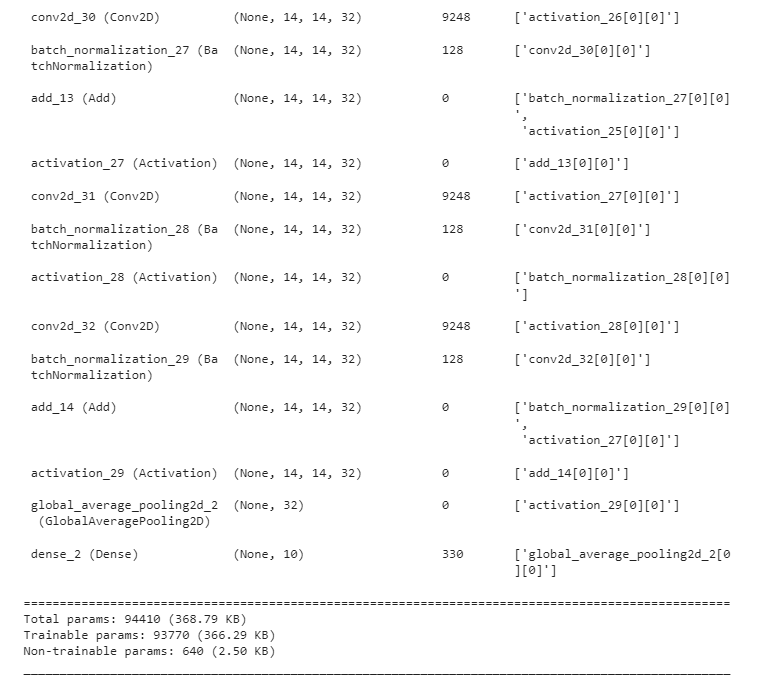 conv2d_30 (Conv2D) (None, 14, 14, 32) 9248 ['activation_26[0][0]']
batch_normalization_27 (Ba (None, 14, 14, 32) 128 ['conv2d_30[0][0]']
tchNormalization)
add_13 (Add) (None, 14, 14, 32) 0 ['batch_normalization_27[0][0]
',
'activation_25[0][0]']
activation_27 (Activation) (None, 14, 14, 32) 0 ['add_13[0][0]']
conv2d_31 (Conv2D) (None, 14, 14, 32) 9248 ['activation_27[0][0]']
batch_normalization_28 (Ba (None, 14, 14, 32) 128 ['conv2d_31[0][0]']
tchNormalization)
activation_28 (Activation) (None, 14, 14, 32) 0 ['batch_normalization_28[0][0]
']
conv2d_32 (Conv2D) (None, 14, 14, 32) 9248 ['activation_28[0][0]']
batch_normalization_29 (Ba (None, 14, 14, 32) 128 ['conv2d_32[0][0]']
tchNormalization)
add_14 (Add) (None, 14, 14, 32) 0 ['batch_normalization_29[0][0]
',
'activation_27[0][0]']
activation_29 (Activation) (None, 14, 14, 32) 0 ['add_14[0][0]']
global_average_pooling2d_2 (None, 32) 0 ['activation_29[0][0]']
(GlobalAveragePooling2D)
dense_2 (Dense) (None, 10) 330 ['global_average_pooling2d_2[0
][0]']
==================================================================================================
Total params: 94410 (368.79 KB)
Trainable params: 93770 (366.29 KB)
Non-trainable params: 640 (2.50 KB)
__________________________________________________________________________________________________